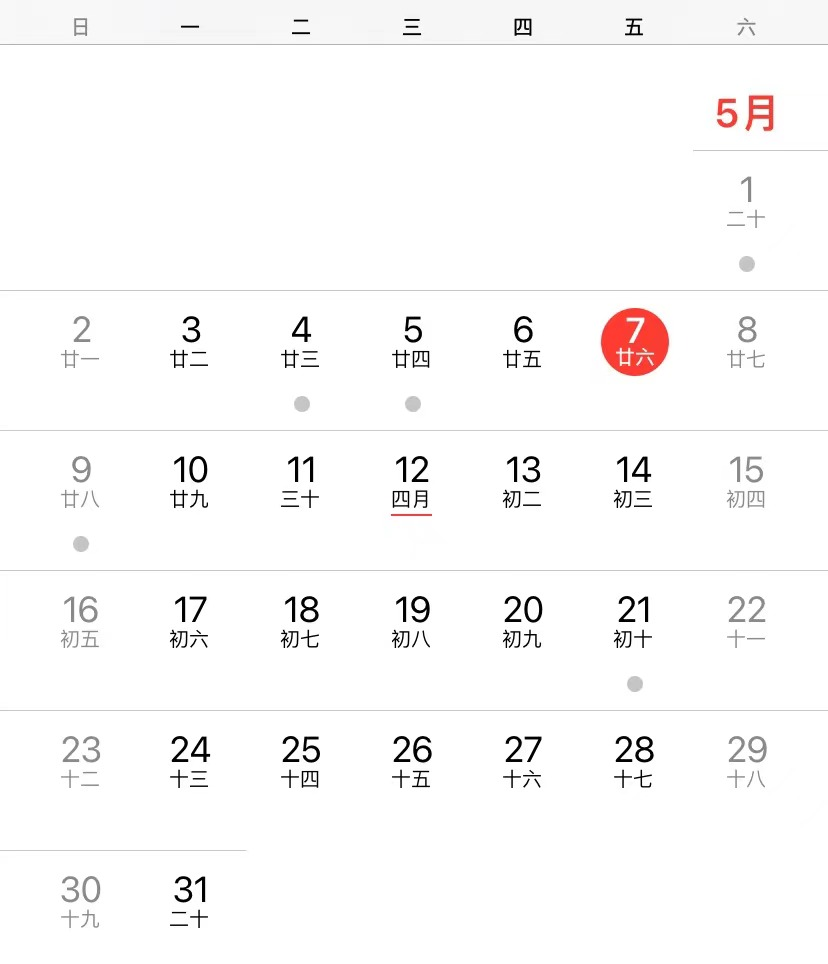 日 一 二 三 四 五 六
5月
1
二十
2 3 4 5 6 7 8
廿一 廿二 廿三 廿四 廿五 廿六 廿七
9 10 11 12 13 14 15
廿八 廿九 三十 四月 初二 初三 初四
16 17 18 19 20 21 22
初五 初六 初七 初八 初九 初十 十一
23 24 25 26 27 28 29
十二 十三 十四 十五 十六 十七 十八
30 31
十九 二十